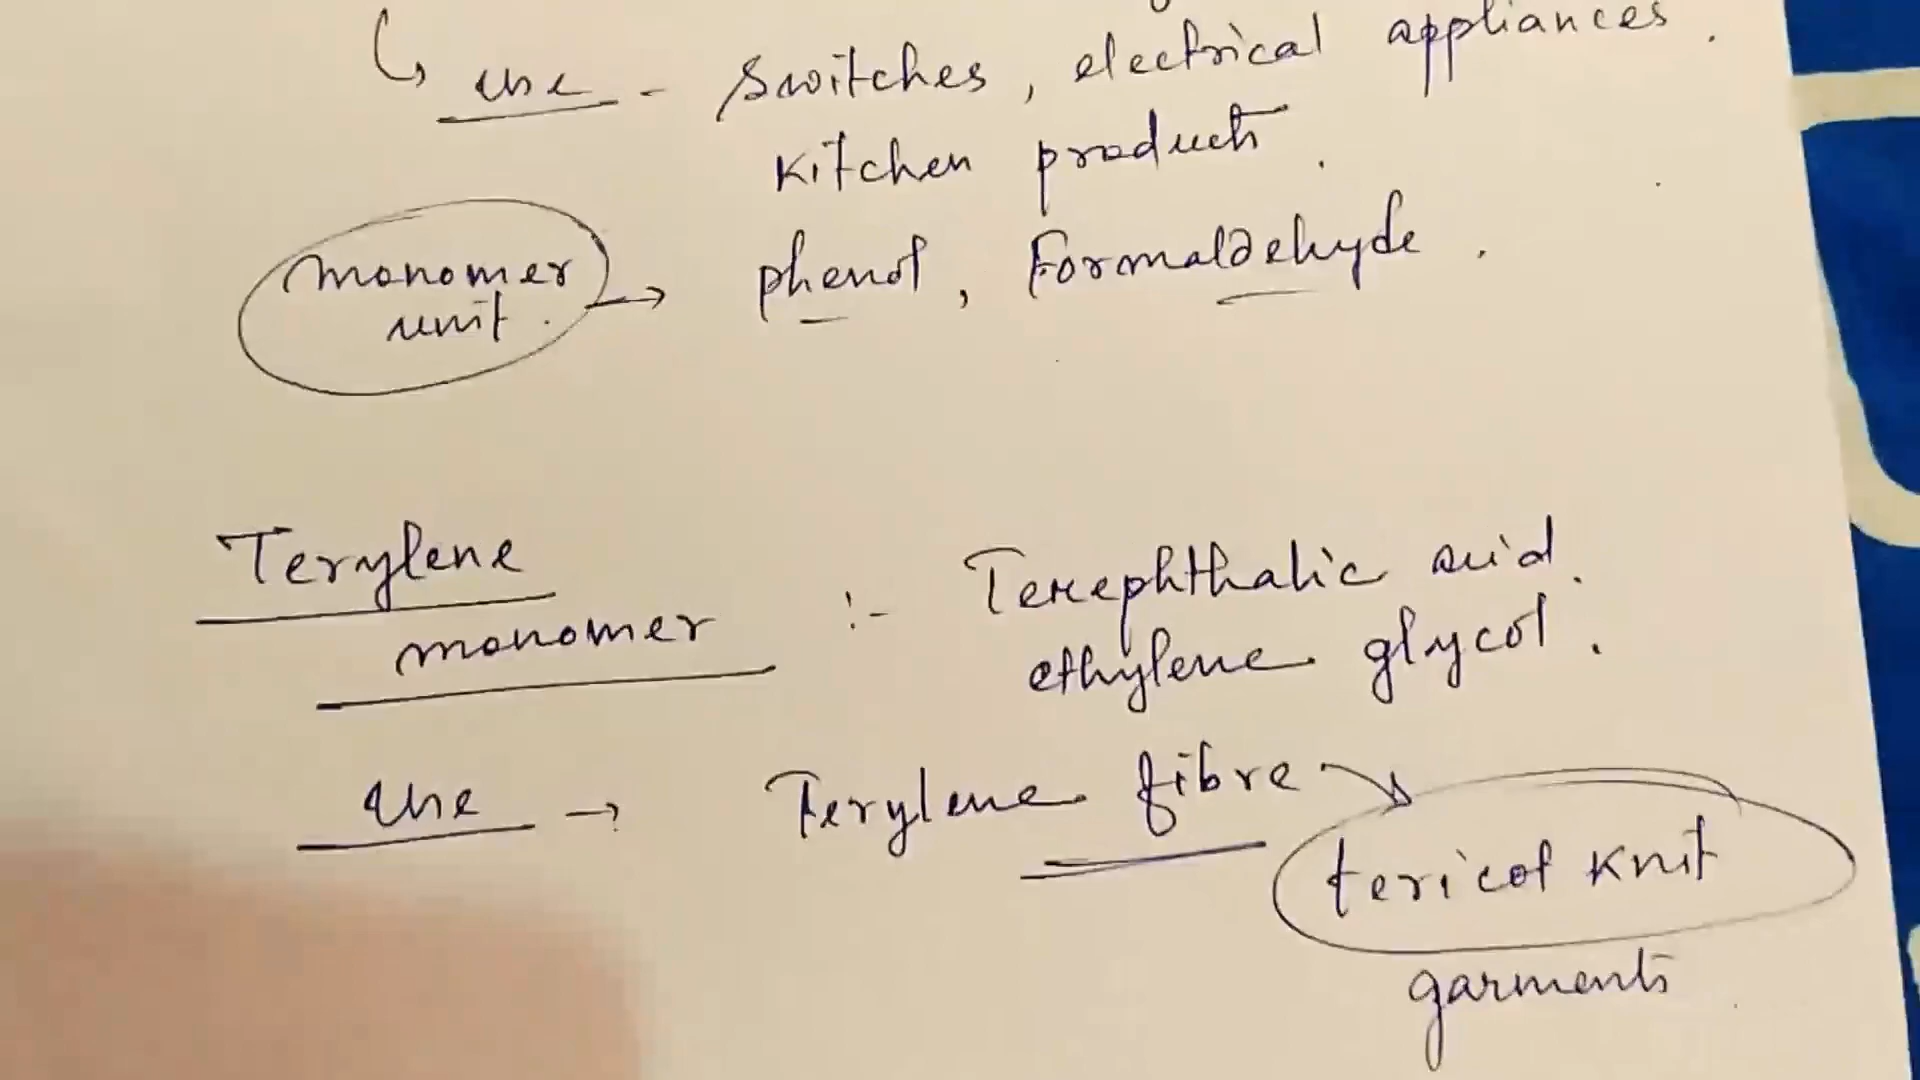 ↳ use - switches, electrical appliances.
kitchen products.
monomer unit. → phenol, Formaldehyde.
Terylene
monomer :- Terephthalic acid.
ethylene glycol.
use → Terylene fibre
tericot knit
garments